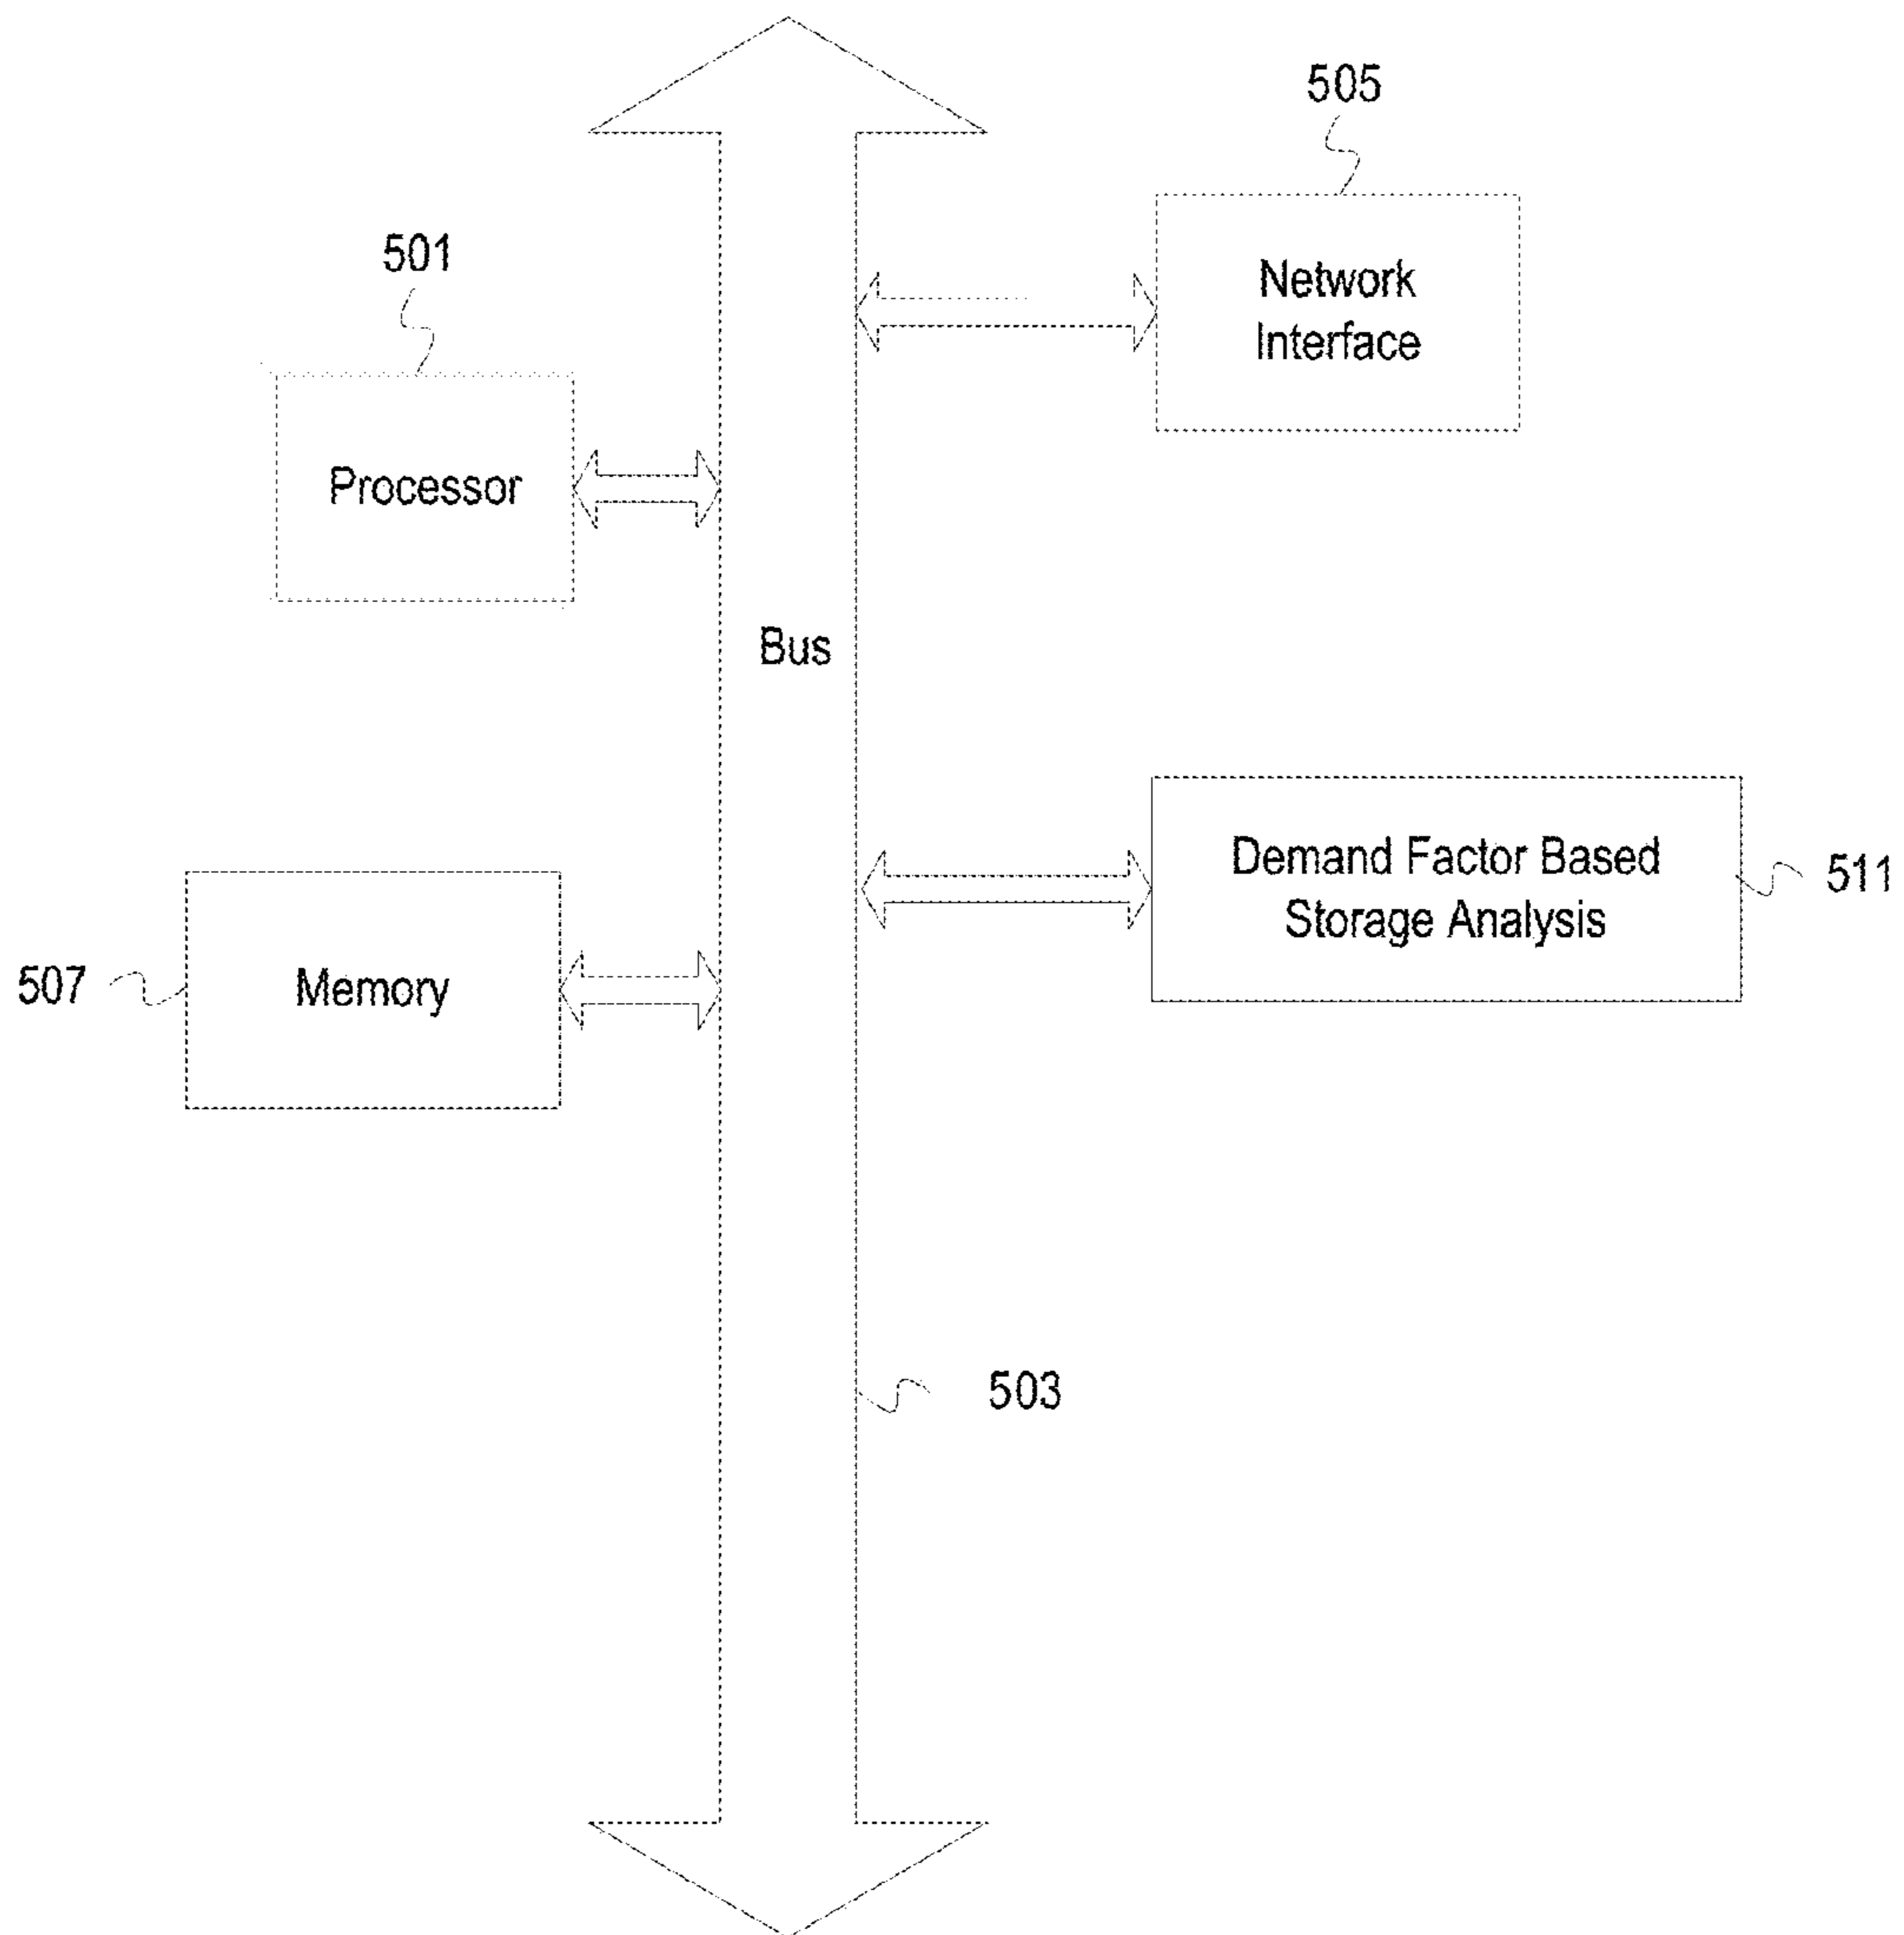 505
501
Network
Interface
Processor
Bus
Demand Factor Based
Storage Analysis
511
507
Memory
503